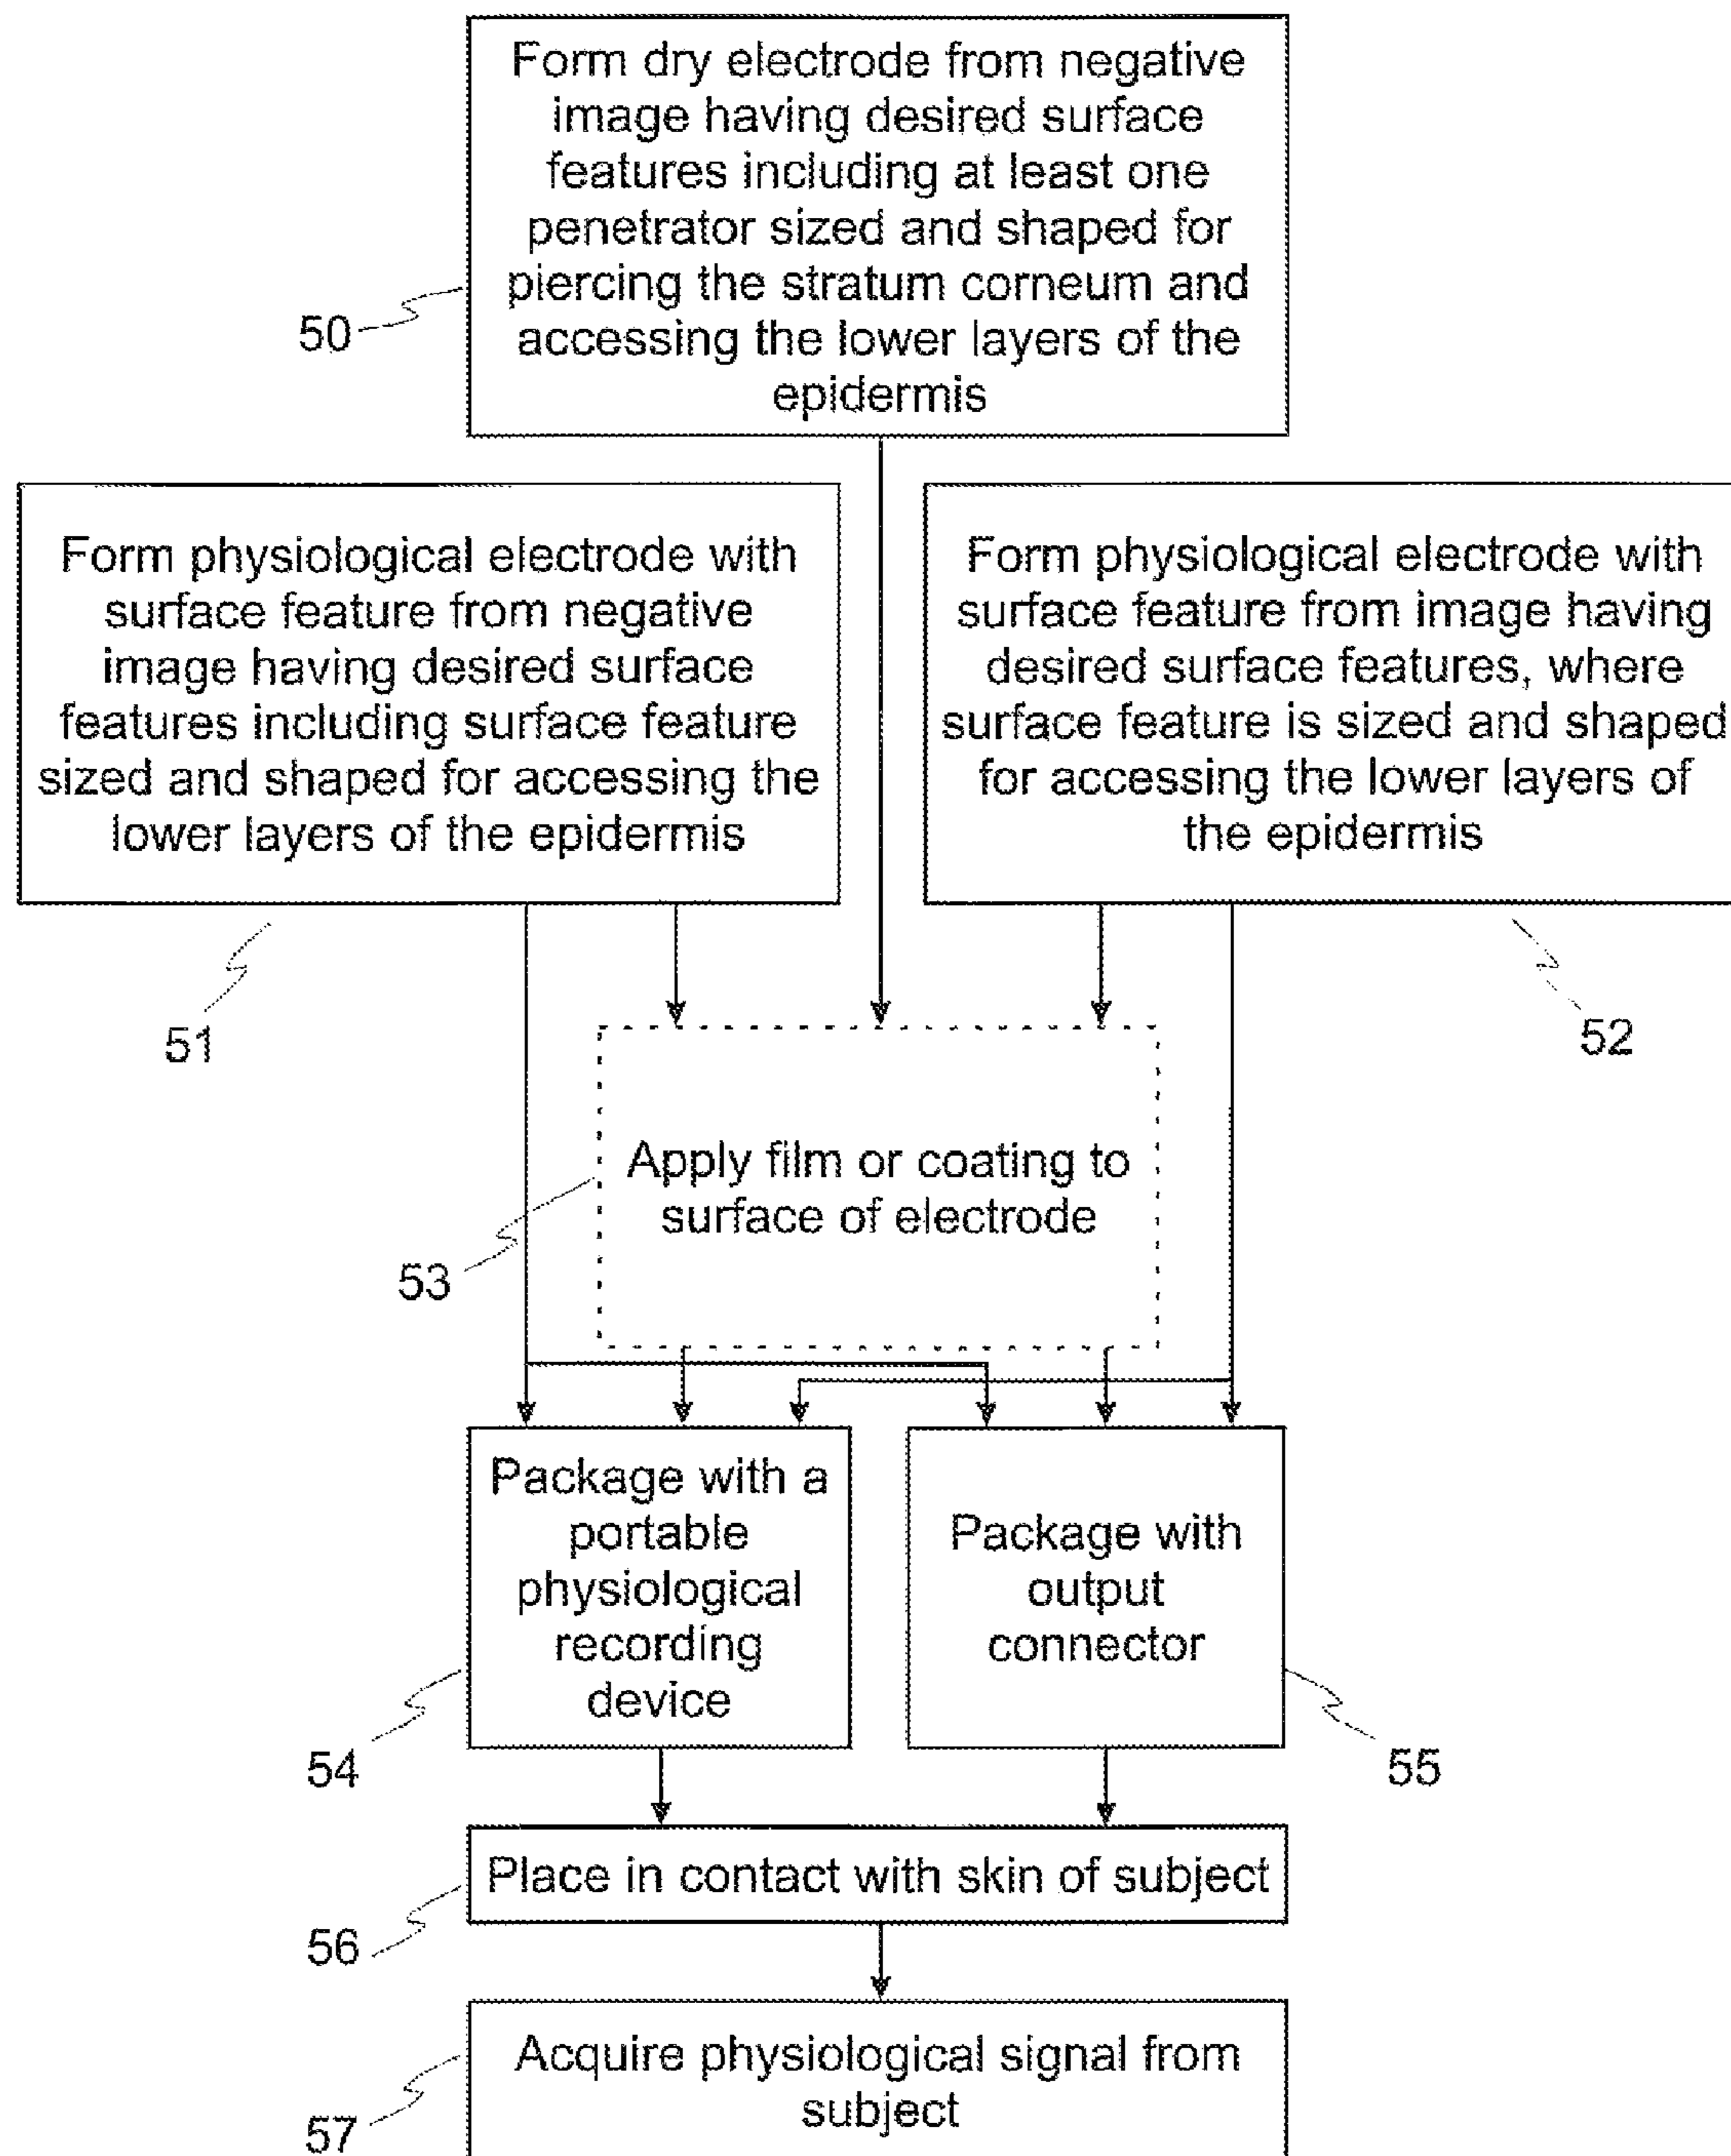 Form dry electrode from negative
image having desired surface
features including at least one
penetrator sized and shaped for
piercing the stratum corneum and
accessing the lower layers of the
epidermis
50
Form physiological electrode with
surface feature from negative
image having desired surface
features including surface feature
sized and shaped for accessing the
lower layers of the epidermis
51
Form physiological electrode with
surface feature from image having
desired surface features, where
surface feature is sized and shaped
for accessing the lower layers of
the epidermis
52
Apply film or coating to
surface of electrode
53
Package with a
portable
physiological
recording
device
54
Package with
output
connector
55
Place in contact with skin of subject
56
Acquire physiological signal from
subject
57